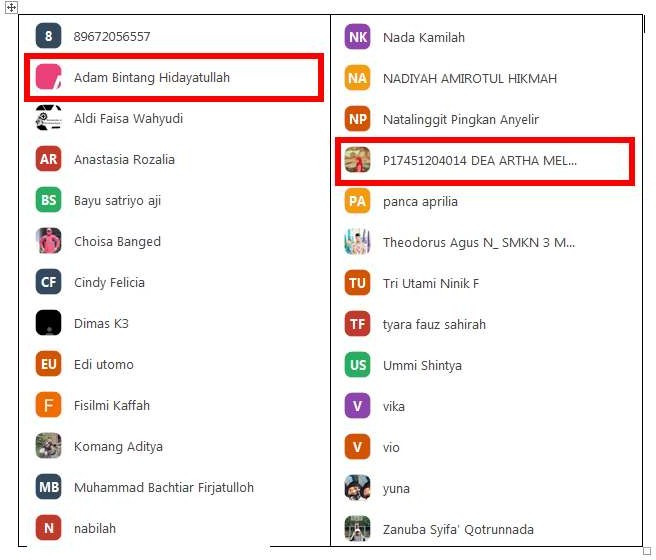 8 89672056557
Adam Bintang Hidayatullah
Aldi Faisa Wahyudi
AR Anastasia Rozalia
BS Bayu satriyo aji
Choisa Banged
CF Cindy Felicia
Dimas K3
EU Edi utomo
F Fisilmi Kaffah
Komang Aditya
MB Muhammad Bachtiar Firjatulloh
N nabilah
NK Nada Kamilah
NA NADIYAH AMIROTUL HIKMAH
NP Natalinggit Pingkan Anyelir
P17451204014 DEA ARTHA MEL...
PA panca aprilia
Theodorus Agus N_ SMKN 3 M...
TU Tri Utami Ninik F
TF tyara fauz sahirah
US Ummi Shintya
V vika
V vio
yuna
Zanuba Syifa' Qotrunnada